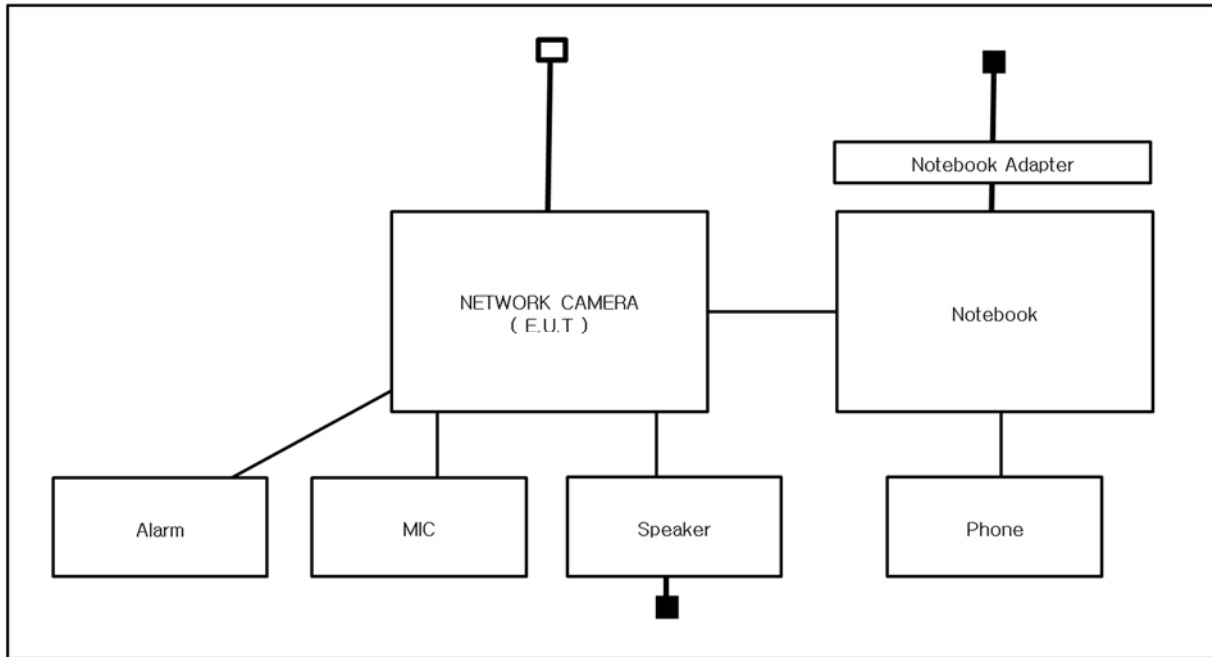 Notebook Adapter
NETWORK CAMERA
( E.U.T )
Notebook
Alarm
MIC
Speaker
Phone